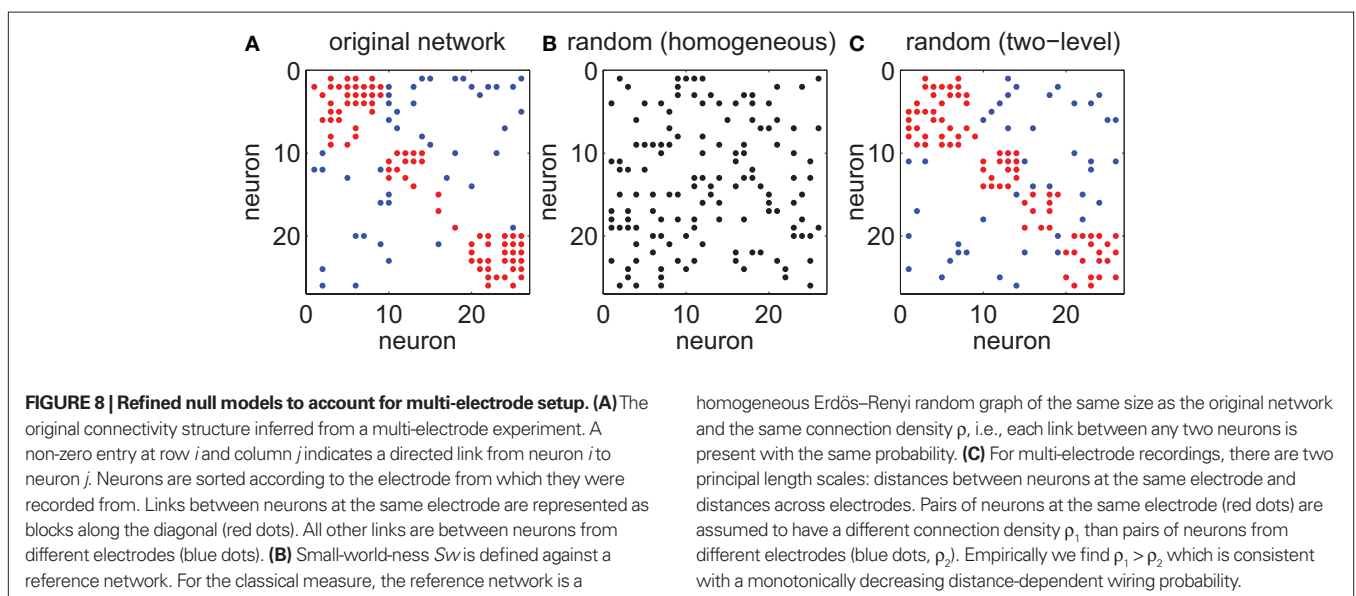 A original network
B random (homogeneous)
C random (two−level)
0
10
20
neuron
0 10 20
neuron
0
10
20
neuron
0 10 20
neuron
0
10
20
neuron
0 10 20
neuron
FIGURE 8 | Refined null models to account for multi-electrode setup. (A) The
original connectivity structure inferred from a multi-electrode experiment. A
non-zero entry at row i and column j indicates a directed link from neuron i to
neuron j. Neurons are sorted according to the electrode from which they were
recorded from. Links between neurons at the same electrode are represented as
blocks along the diagonal (red dots). All other links are between neurons from
different electrodes (blue dots). (B) Small-world-ness Sw is defined against a
reference network. For the classical measure, the reference network is a
homogeneous Erdös–Renyi random graph of the same size as the original network
and the same connection density ρ, i.e., each link between any two neurons is
present with the same probability. (C) For multi-electrode recordings, there are two
principal length scales: distances between neurons at the same electrode and
distances across electrodes. Pairs of neurons at the same electrode (red dots) are
assumed to have a different connection density ρ₁ than pairs of neurons from
different electrodes (blue dots, ρ₂). Empirically we find ρ₁ > ρ₂ which is consistent
with a monotonically decreasing distance-dependent wiring probability.